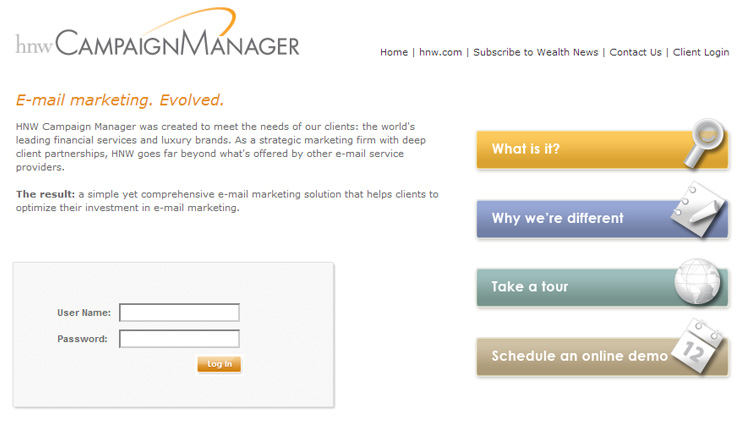 hnw CAMPAIGNMANAGER
Home | hnw.com | Subscribe to Wealth News | Contact Us | Client Login
E-mail marketing. Evolved.
HNW Campaign Manager was created to meet the needs of our clients: the world's
leading financial services and luxury brands. As a strategic marketing firm with deep
client partnerships, HNW goes far beyond what's offered by other e-mail service
providers.
The result: a simple yet comprehensive e-mail marketing solution that helps clients to
optimize their investment in e-mail marketing.
User Name:
Password:
Log In
What is it?
Why we're different
Take a tour
Schedule an online demo
12